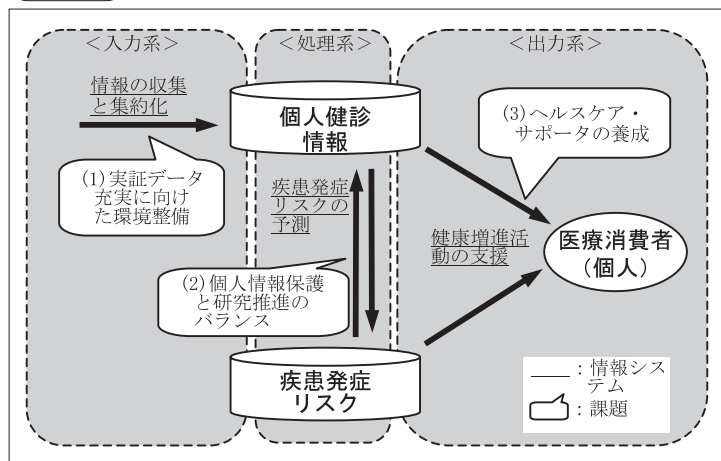 ＜入力系＞
＜処理系＞
＜出力系＞
情報の収集
と集約化
個人健診
情報
(3)ヘルスケア・
サポータの養成
(1)実証データ
充実に向け
た環境整備
疾患発症
リスクの
予測
健康増進活
動の支援
医療消費者
（個人）
(2)個人情報保護
と研究推進の
バランス
疾患発症
リスク
：情報シス
テム
：課題